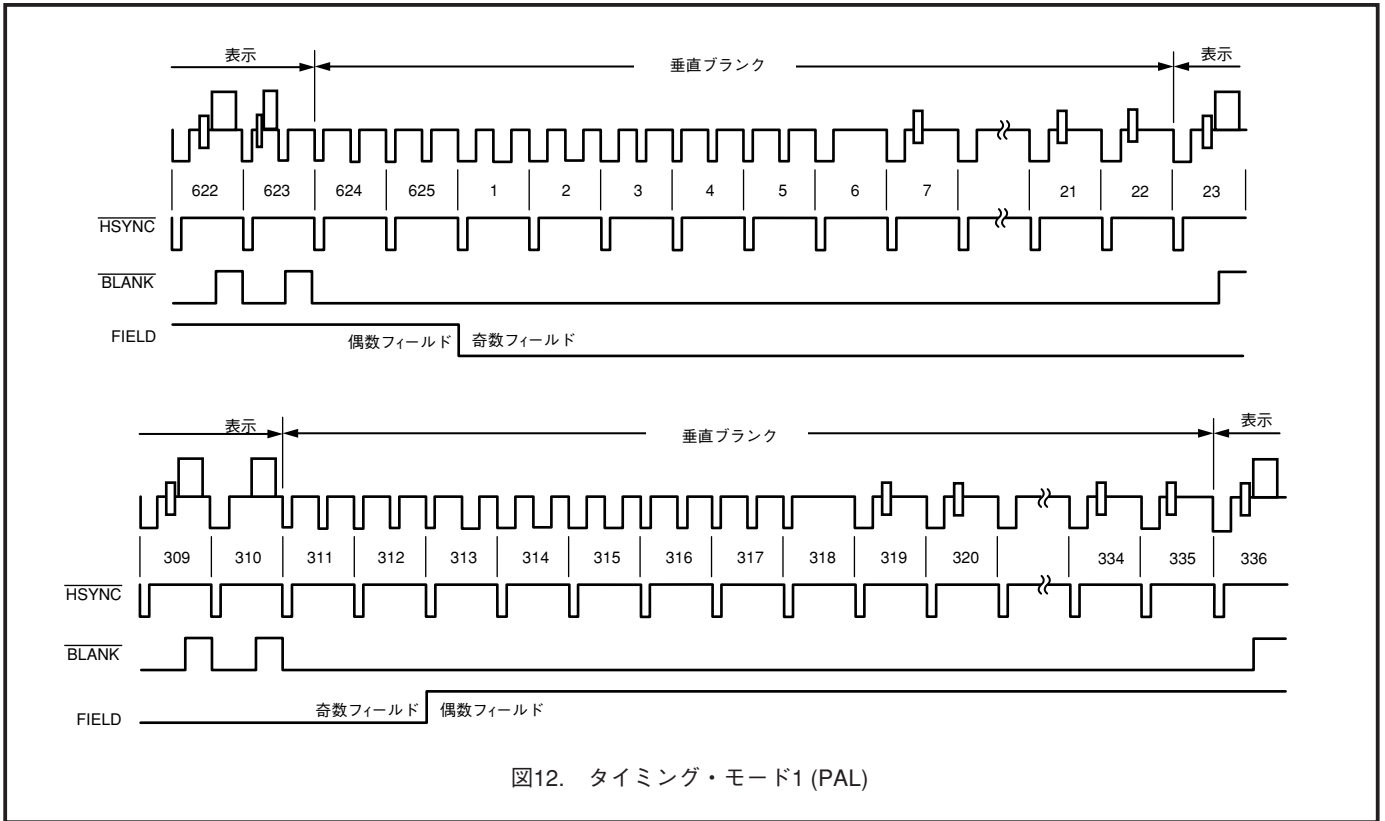 表示 垂直ブランク 表示
622 623 624 625 1 2 3 4 5 6 7 21 22 23
HSYNC
BLANK
FIELD 偶数フィールド 奇数フィールド
表示 垂直ブランク 表示
309 310 311 312 313 314 315 316 317 318 319 320 334 335 336
HSYNC
BLANK
FIELD 奇数フィールド 偶数フィールド
図12. タイミング・モード1 (PAL)